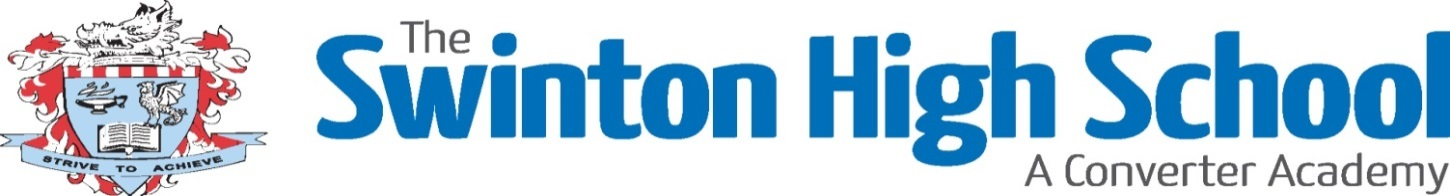 The
Swinton High School
A Converter Academy
STRIVE TO ACHIEVE